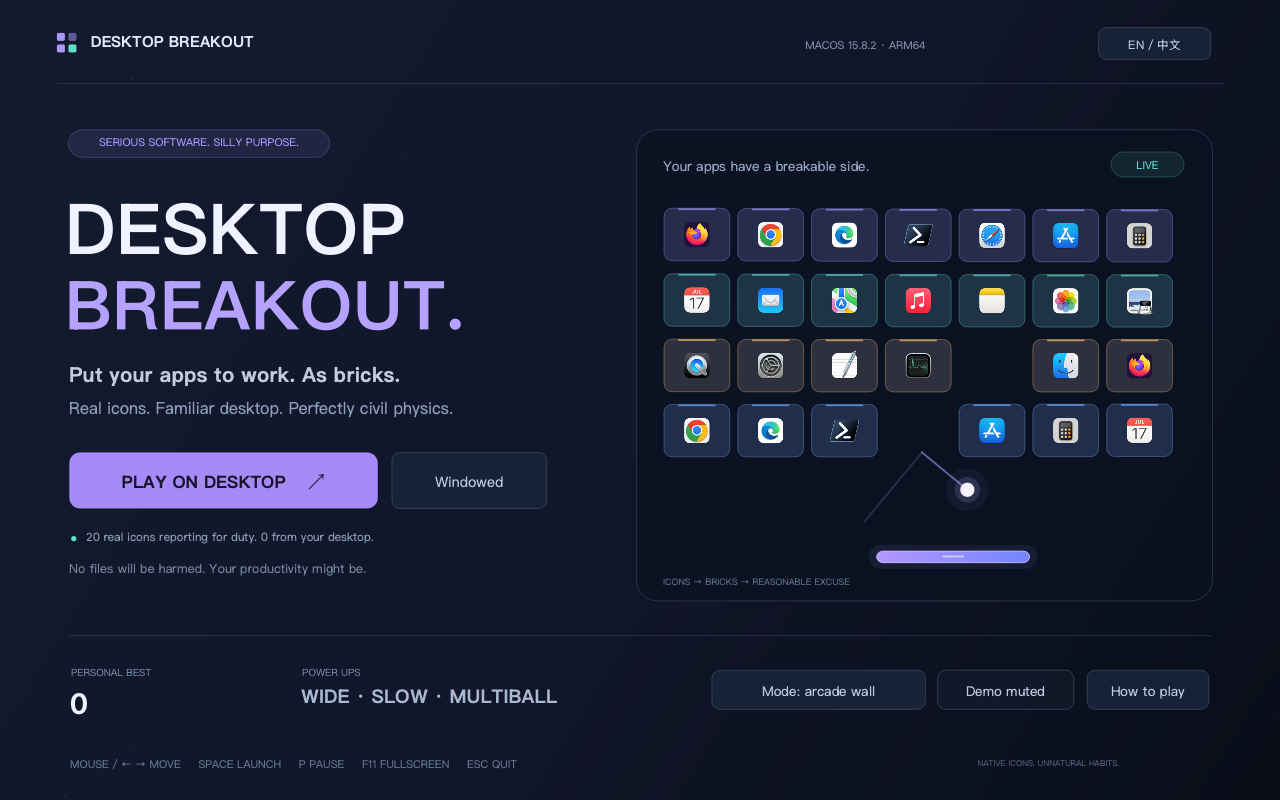 DESKTOP BREAKOUT
MACOS 15.8.2 · ARM64
EN / 中文
SERIOUS SOFTWARE. SILLY PURPOSE.
DESKTOP
BREAKOUT.
Put your apps to work. As bricks.
Real icons. Familiar desktop. Perfectly civil physics.
PLAY ON DESKTOP ↗
Windowed
20 real icons reporting for duty. 0 from your desktop.
No files will be harmed. Your productivity might be.
Your apps have a breakable side.
LIVE
JUL
17
JUL
17
ICONS → BRICKS → REASONABLE EXCUSE
PERSONAL BEST
0
POWER UPS
WIDE · SLOW · MULTIBALL
Mode: arcade wall
Demo muted
How to play
MOUSE / ← → MOVE SPACE LAUNCH P PAUSE F11 FULLSCREEN ESC QUIT
NATIVE ICONS. UNNATURAL HABITS.